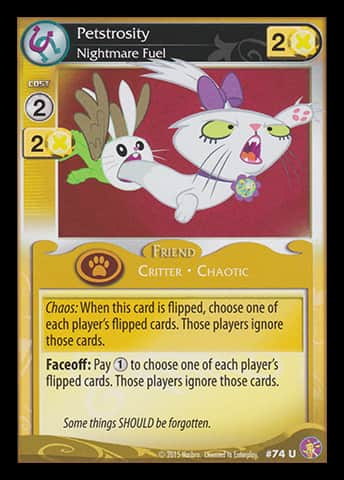 Petstrosity
Nightmare Fuel
2
COST
2
2
FRIEND
CRITTER • CHAOTIC
Chaos: When this card is flipped, choose one of
each player's flipped cards. Those players ignore
those cards.
Faceoff: Pay 1 to choose one of each player's
flipped cards. Those players ignore those cards.
Some things SHOULD be forgotten.
© 2015 Hasbro. Licensed to Enterplay.
#74 U